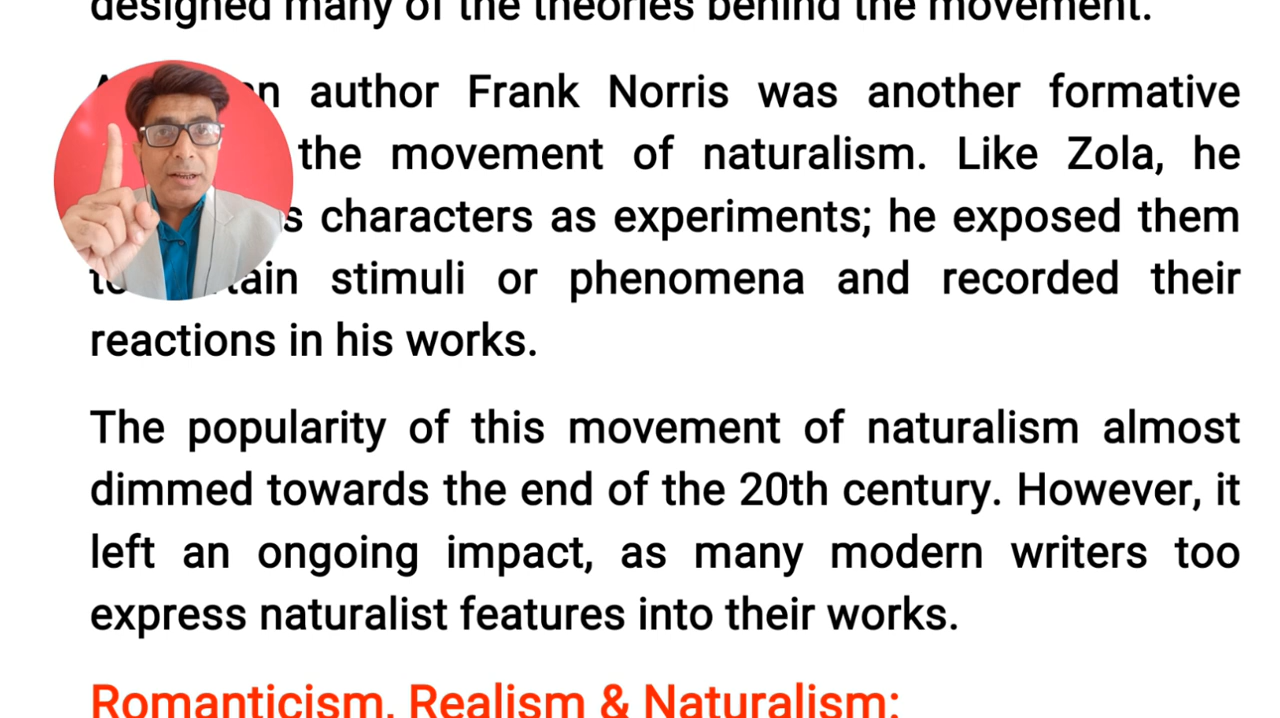 designed many of the theories behind the movement.
author Frank Norris was another formative
the movement of naturalism. Like Zola, he
characters as experiments; he exposed them
stimuli or phenomena and recorded their
reactions in his works.
The popularity of this movement of naturalism almost
dimmed towards the end of the 20th century. However, it
left an ongoing impact, as many modern writers too
express naturalist features into their works.
Romanticism, Realism & Naturalism: